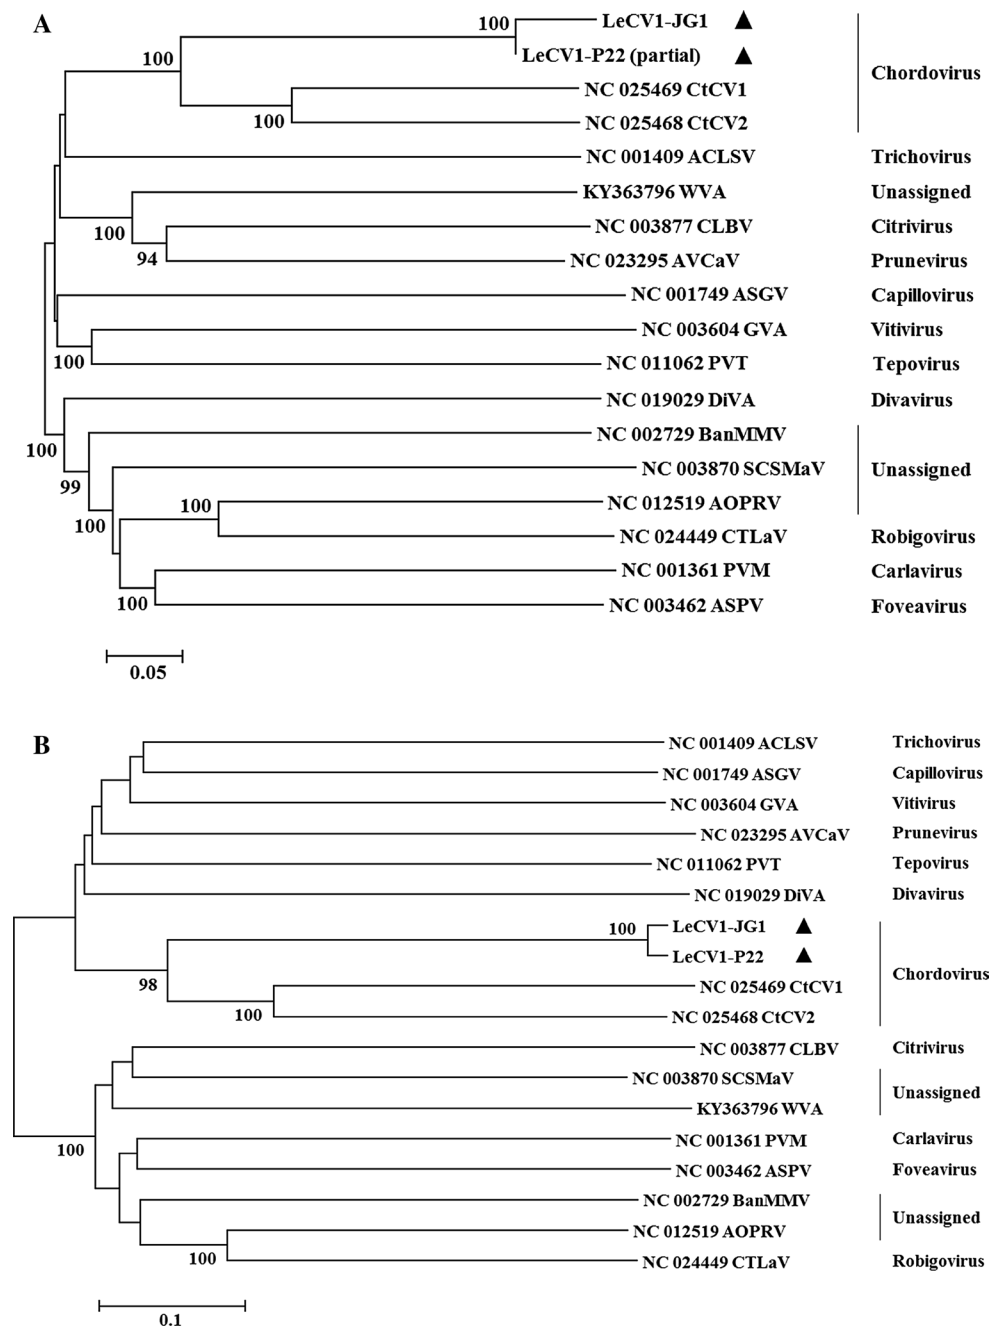 A
100 LeCV1-JG1 ▲
100 LeCV1-P22 (partial) ▲
Chordovirus
NC 025469 CtCV1
100 NC 025468 CtCV2
NC 001409 ACLSV Trichovirus
KY363796 WVA Unassigned
100 NC 003877 CLBV Citrivirus
94 NC 023295 AVCaV Prunevirus
NC 001749 ASGV Capillovirus
NC 003604 GVA Vitivirus
100 NC 011062 PVT Tepovirus
NC 019029 DiVA Divavirus
NC 002729 BanMMV
100
NC 003870 SCSMaV Unassigned
99
100 NC 012519 AOPRV
100
NC 024449 CTLaV Robigovirus
NC 001361 PVM Carlavirus
100 NC 003462 ASPV Foveavirus
0.05
B
NC 001409 ACLSV Trichovirus
NC 001749 ASGV Capillovirus
NC 003604 GVA Vitivirus
NC 023295 AVCaV Prunevirus
NC 011062 PVT Tepovirus
NC 019029 DiVA Divavirus
100 LeCV1-JG1 ▲
LeCV1-P22 ▲
Chordovirus
98 NC 025469 CtCV1
100 NC 025468 CtCV2
NC 003877 CLBV Citrivirus
NC 003870 SCSMaV
Unassigned
KY363796 WVA
NC 001361 PVM Carlavirus
100
NC 003462 ASPV Foveavirus
NC 002729 BanMMV
Unassigned
NC 012519 AOPRV
100 NC 024449 CTLaV Robigovirus
0.1